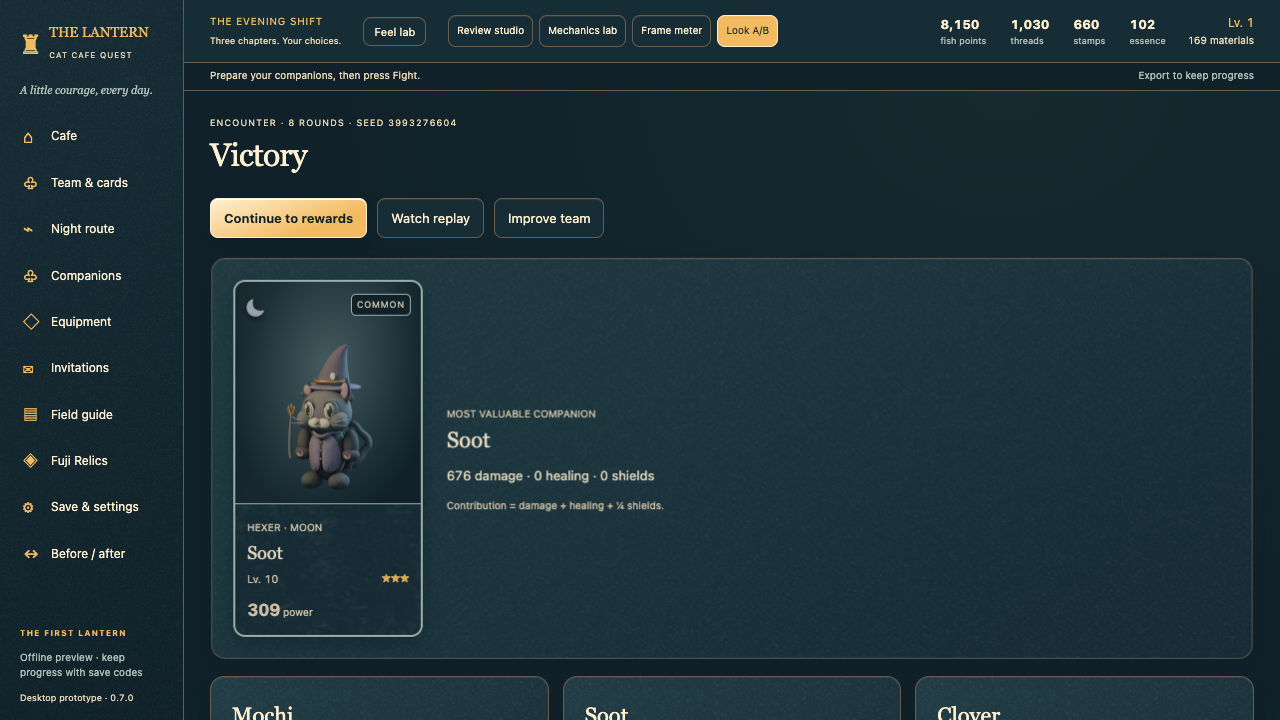 THE LANTERN
CAT CAFE QUEST
A little courage, every day.
Cafe
Team & cards
Night route
Companions
Equipment
Invitations
Field guide
Fuji Relics
Save & settings
Before / after
THE FIRST LANTERN
Offline preview · keep
progress with save codes
Desktop prototype · 0.7.0
THE EVENING SHIFT
Three chapters. Your choices.
Feel lab
Review studio
Mechanics lab
Frame meter
Look A/B
8,150
fish points
1,030
threads
660
stamps
102
essence
Lv. 1
169 materials
Prepare your companions, then press Fight.
Export to keep progress
ENCOUNTER · 8 ROUNDS · SEED 3993276604
Victory
Continue to rewards
Watch replay
Improve team
COMMON
HEXER · MOON
Soot
Lv. 10
309 power
MOST VALUABLE COMPANION
Soot
676 damage · 0 healing · 0 shields
Contribution = damage + healing + ¼ shields.
Mochi
Soot
Clover